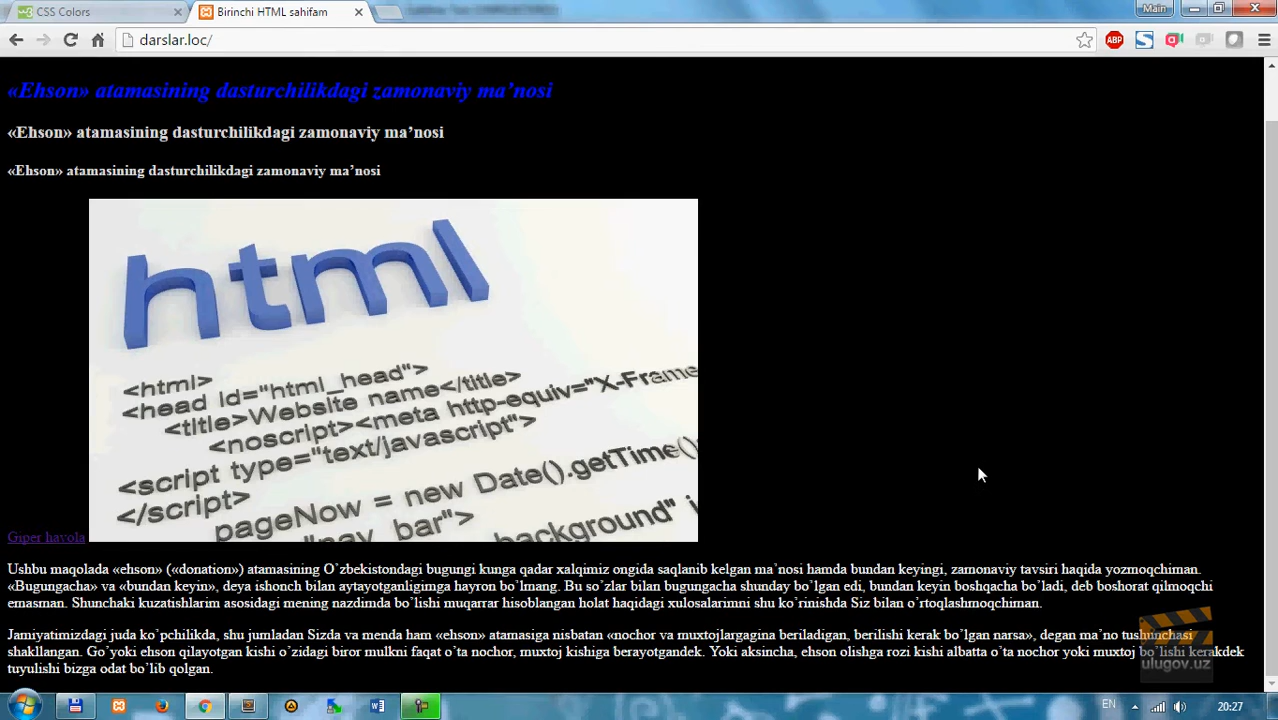 CSS Colors
Birinchi HTML sahifam
Main
darslar.loc/
ABP
«Ehson» atamasining dasturchilikdagi zamonaviy ma’nosi
«Ehson» atamasining dasturchilikdagi zamonaviy ma’nosi
«Ehson» atamasining dasturchilikdagi zamonaviy ma’nosi
html
<html>
<head id="html_head">
<title>Website name</title>
<noscript><meta http-equiv="X-Frame
<script type="text/javascript">
</script>
pageNow = new Date().getTime();
"nav_bar">
background"
Giper havola
Ushbu maqolada «ehson» («donation») atamasining O’zbekistondagi bugungi kunga qadar xalqimiz ongida saqlanib kelgan ma’nosi hamda bundan keyingi, zamonaviy tavsiri haqida yozmoqchiman.
«Bugungacha» va «bundan keyin», deya ishonch bilan aytayotganligimga hayron bo’lmang. Bu so’zlar bilan bugungacha shunday bo’lgan edi, bundan keyin boshqacha bo’ladi, deb boshorat qilmoqchi
emasman. Shunchaki kuzatishlarim asosidagi mening nazdimda bo’lishi muqarrar hisoblangan holat haqidagi xulosalarimni shu ko’rinishda Siz bilan o’rtoqlashmoqchiman.
Jamiyatimizdagi juda ko’pchilikda, shu jumladan Sizda va menda ham «ehson» atamasiga nisbatan «nochor va muxtojlargagina beriladigan, berilishi kerak bo’lgan narsa», degan ma’no tushunchasi
shakllangan. Go’yoki ehson qilayotgan kishi o’zidagi biror mulkni faqat o’ta nochor, muxtoj kishiga berayotgandek. Yoki aksincha, ehson olishga rozi kishi albatta o’ta nochor yoki muxtoj bo’lishi kerakdek
tuyulishi bizga odat bo’lib qolgan.
ulugov.uz
EN
20:27